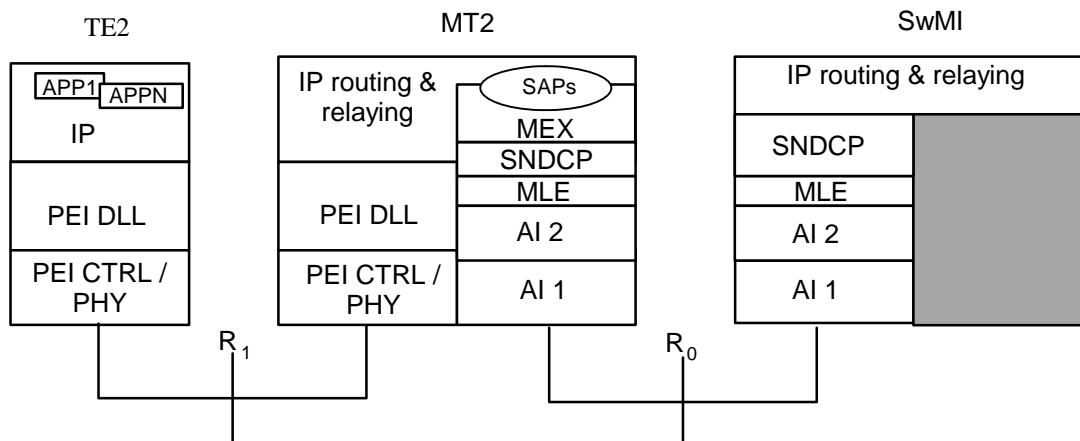 TE2
MT2
SwMI
APP1
APPN
IP
PEI DLL
PEI CTRL /
PHY
IP routing &
relaying
SAPs
MEX
SNDCP
MLE
AI 2
AI 1
PEI DLL
PEI CTRL /
PHY
IP routing & relaying
SNDCP
MLE
AI 2
AI 1
R1
R0